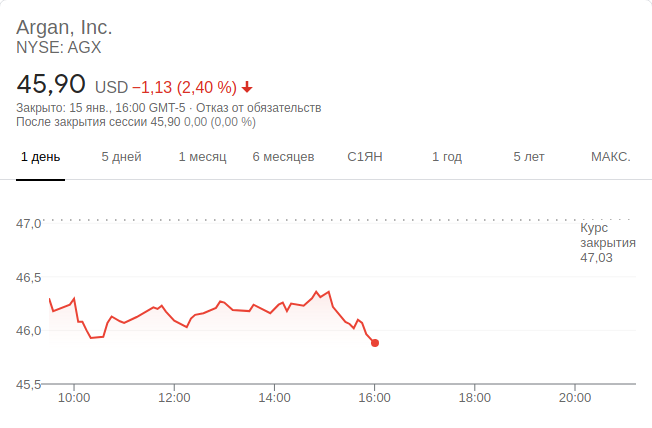 Argan, Inc.
NYSE: AGX
45,90 USD −1,13 (2,40 %)
Закрыто: 15 янв., 16:00 GMT-5 · Отказ от обязательств
После закрытия сессии 45,90 0,00 (0,00 %)
1 день 5 дней 1 месяц 6 месяцев С1ЯН 1 год 5 лет МАКС.
47,0
Курс
закрытия
47,03
46,5
46,0
45,5
10:00 12:00 14:00 16:00 18:00 20:00